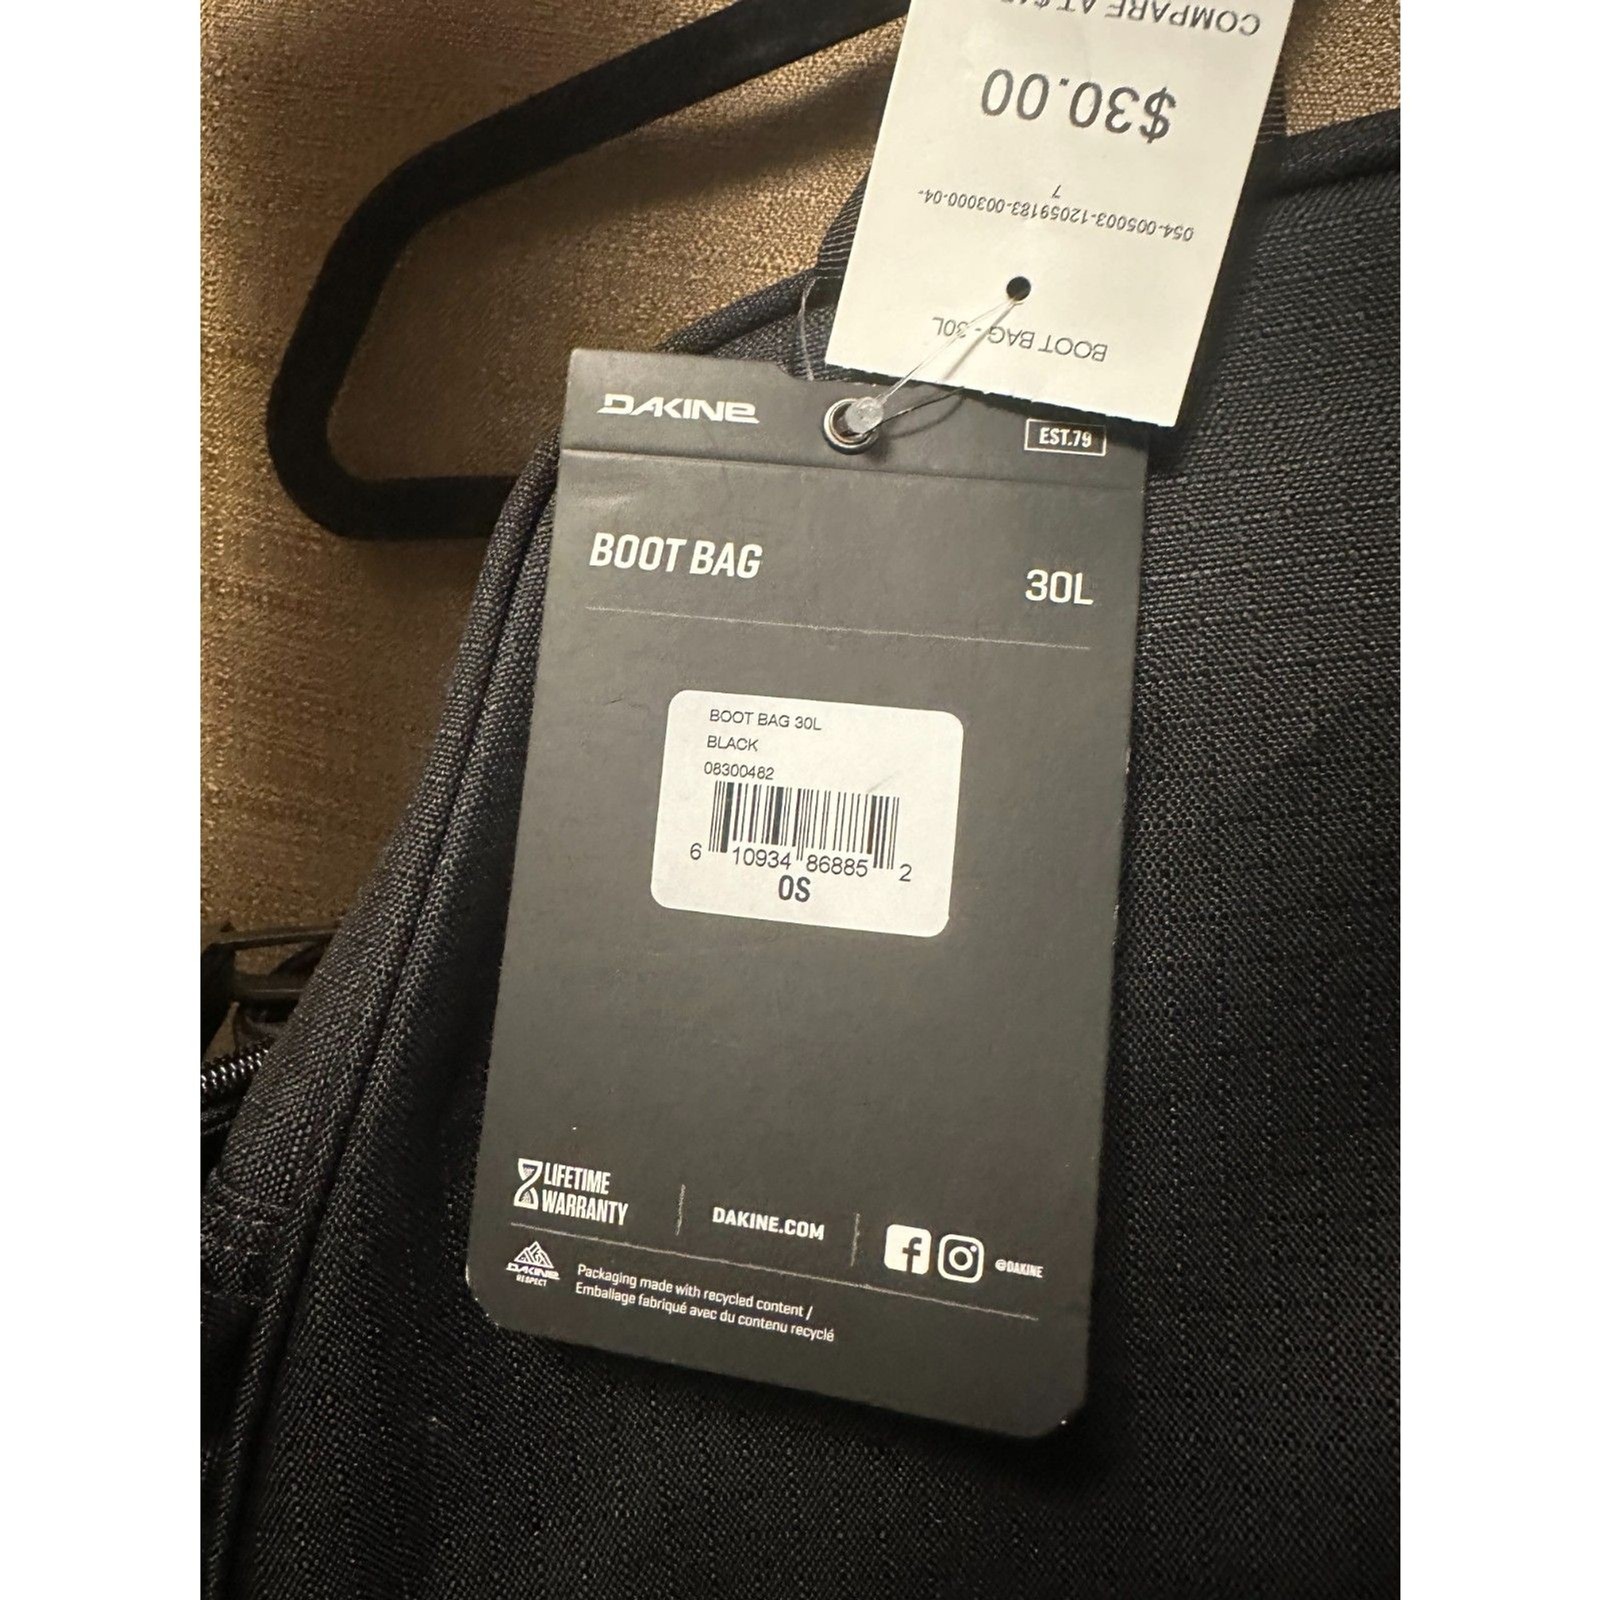 COMPARE AT
$30.00
054-005003-12059183-003000-04-
7
BOOT BAG - 30L
DAKINE
EST.79
BOOT BAG
30L
BOOT BAG 30L
BLACK
08300482
6 10934 86885 2
OS
LIFETIME
WARRANTY
DAKINE.COM
@DAKINE
DAKINE
RESPECT
Packaging made with recycled content /
Emballage fabriqué avec du contenu recyclé